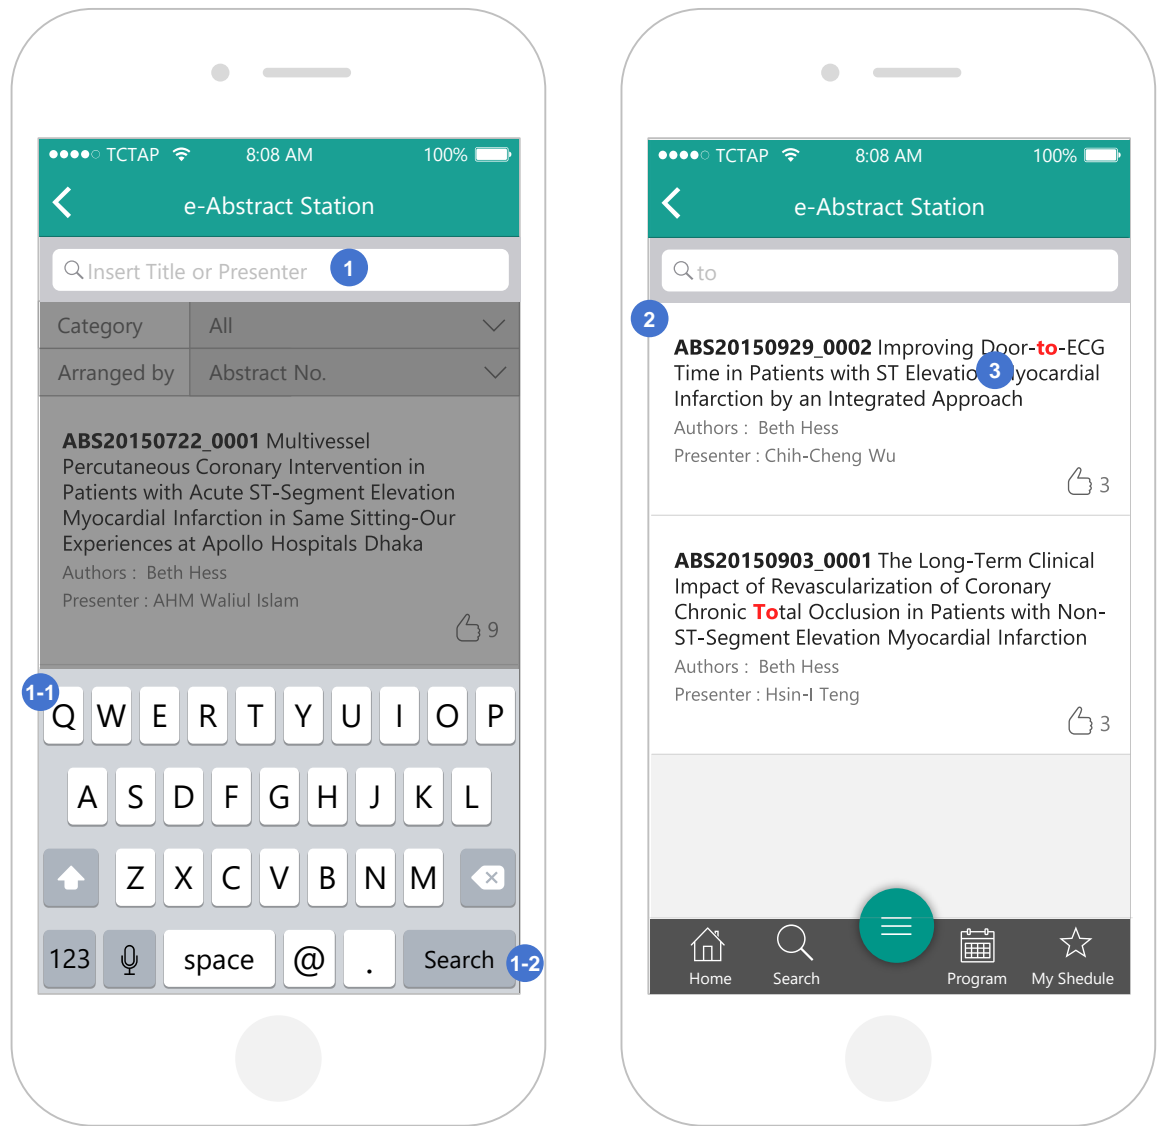 TCTAP 8:08 AM 100%
e-Abstract Station
Insert Title or Presenter 1
Category All
Arranged by Abstract No.
ABS20150722_0001 Multivessel
Percutaneous Coronary Intervention in
Patients with Acute ST-Segment Elevation
Myocardial Infarction in Same Sitting-Our
Experiences at Apollo Hospitals Dhaka
Authors : Beth Hess
Presenter : AHM Waliul Islam
9
1-1
Q W E R T Y U I O P
A S D F G H J K L
Z X C V B N M
123 space @ . Search 1-2
TCTAP 8:08 AM 100%
e-Abstract Station
to
2
ABS20150929_0002 Improving Door-to-ECG
Time in Patients with ST Elevation Myocardial
3
Infarction by an Integrated Approach
Authors : Beth Hess
Presenter : Chih-Cheng Wu
3
ABS20150903_0001 The Long-Term Clinical
Impact of Revascularization of Coronary
Chronic Total Occlusion in Patients with Non-
ST-Segment Elevation Myocardial Infarction
Authors : Beth Hess
Presenter : Hsin-I Teng
3
Home Search Program My Shedule